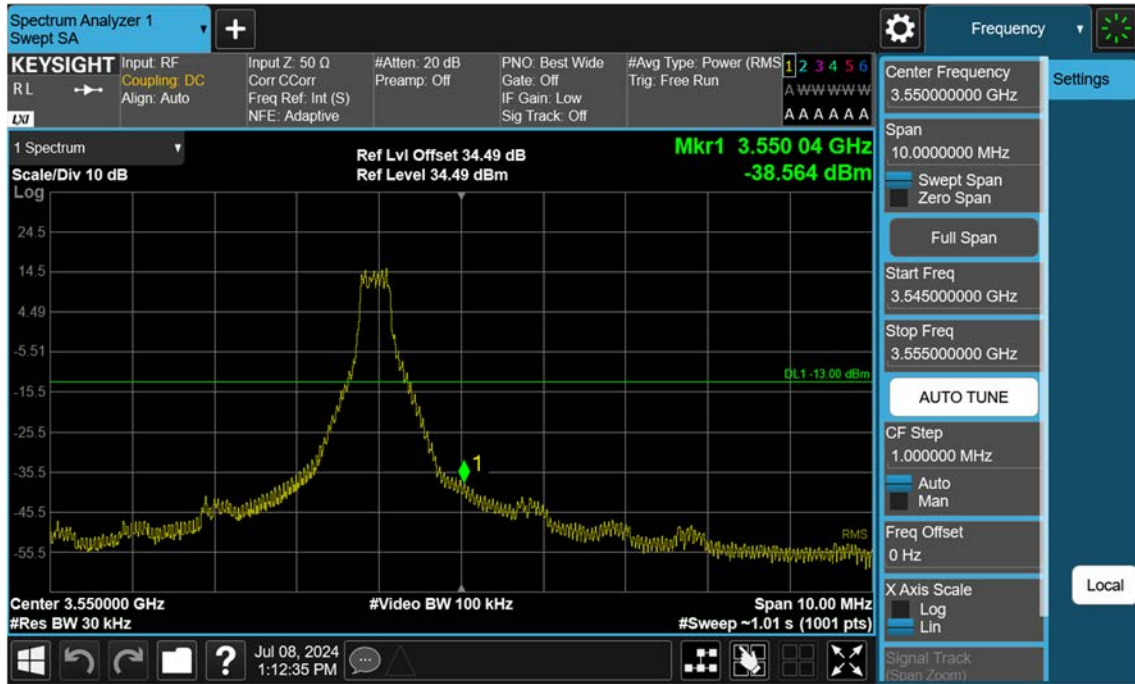 Spectrum Analyzer 1
Swept SA
+
Frequency
KEYSIGHT
RL
LXI
Input: RF
Coupling: DC
Align: Auto
Input Z: 50 Ω
Corr CCorr
Freq Ref: Int (S)
NFE: Adaptive
#Atten: 20 dB
Preamp: Off
PNO: Best Wide
Gate: Off
IF Gain: Low
Sig Track: Off
#Avg Type: Power (RMS
Trig: Free Run
1 2 3 4 5 6
A W W W W W
A A A A A A
1 Spectrum
Scale/Div 10 dB
Log
Ref Lvl Offset 34.49 dB
Ref Level 34.49 dBm
Mkr1 3.550 04 GHz
-38.564 dBm
24.5
14.5
4.49
-5.51
-15.5
-25.5
-35.5
-45.5
-55.5
DL1 -13.00 dBm
1
RMS
Center 3.550000 GHz
#Res BW 30 kHz
#Video BW 100 kHz
Span 10.00 MHz
#Sweep ~1.01 s (1001 pts)
Center Frequency
3.550000000 GHz
Settings
Span
10.0000000 MHz
Swept Span
Zero Span
Full Span
Start Freq
3.545000000 GHz
Stop Freq
3.555000000 GHz
AUTO TUNE
CF Step
1.000000 MHz
Auto
Man
Freq Offset
0 Hz
X Axis Scale
Log
Lin
Signal Track
(Span Zoom)
Local
?
Jul 08, 2024
1:12:35 PM